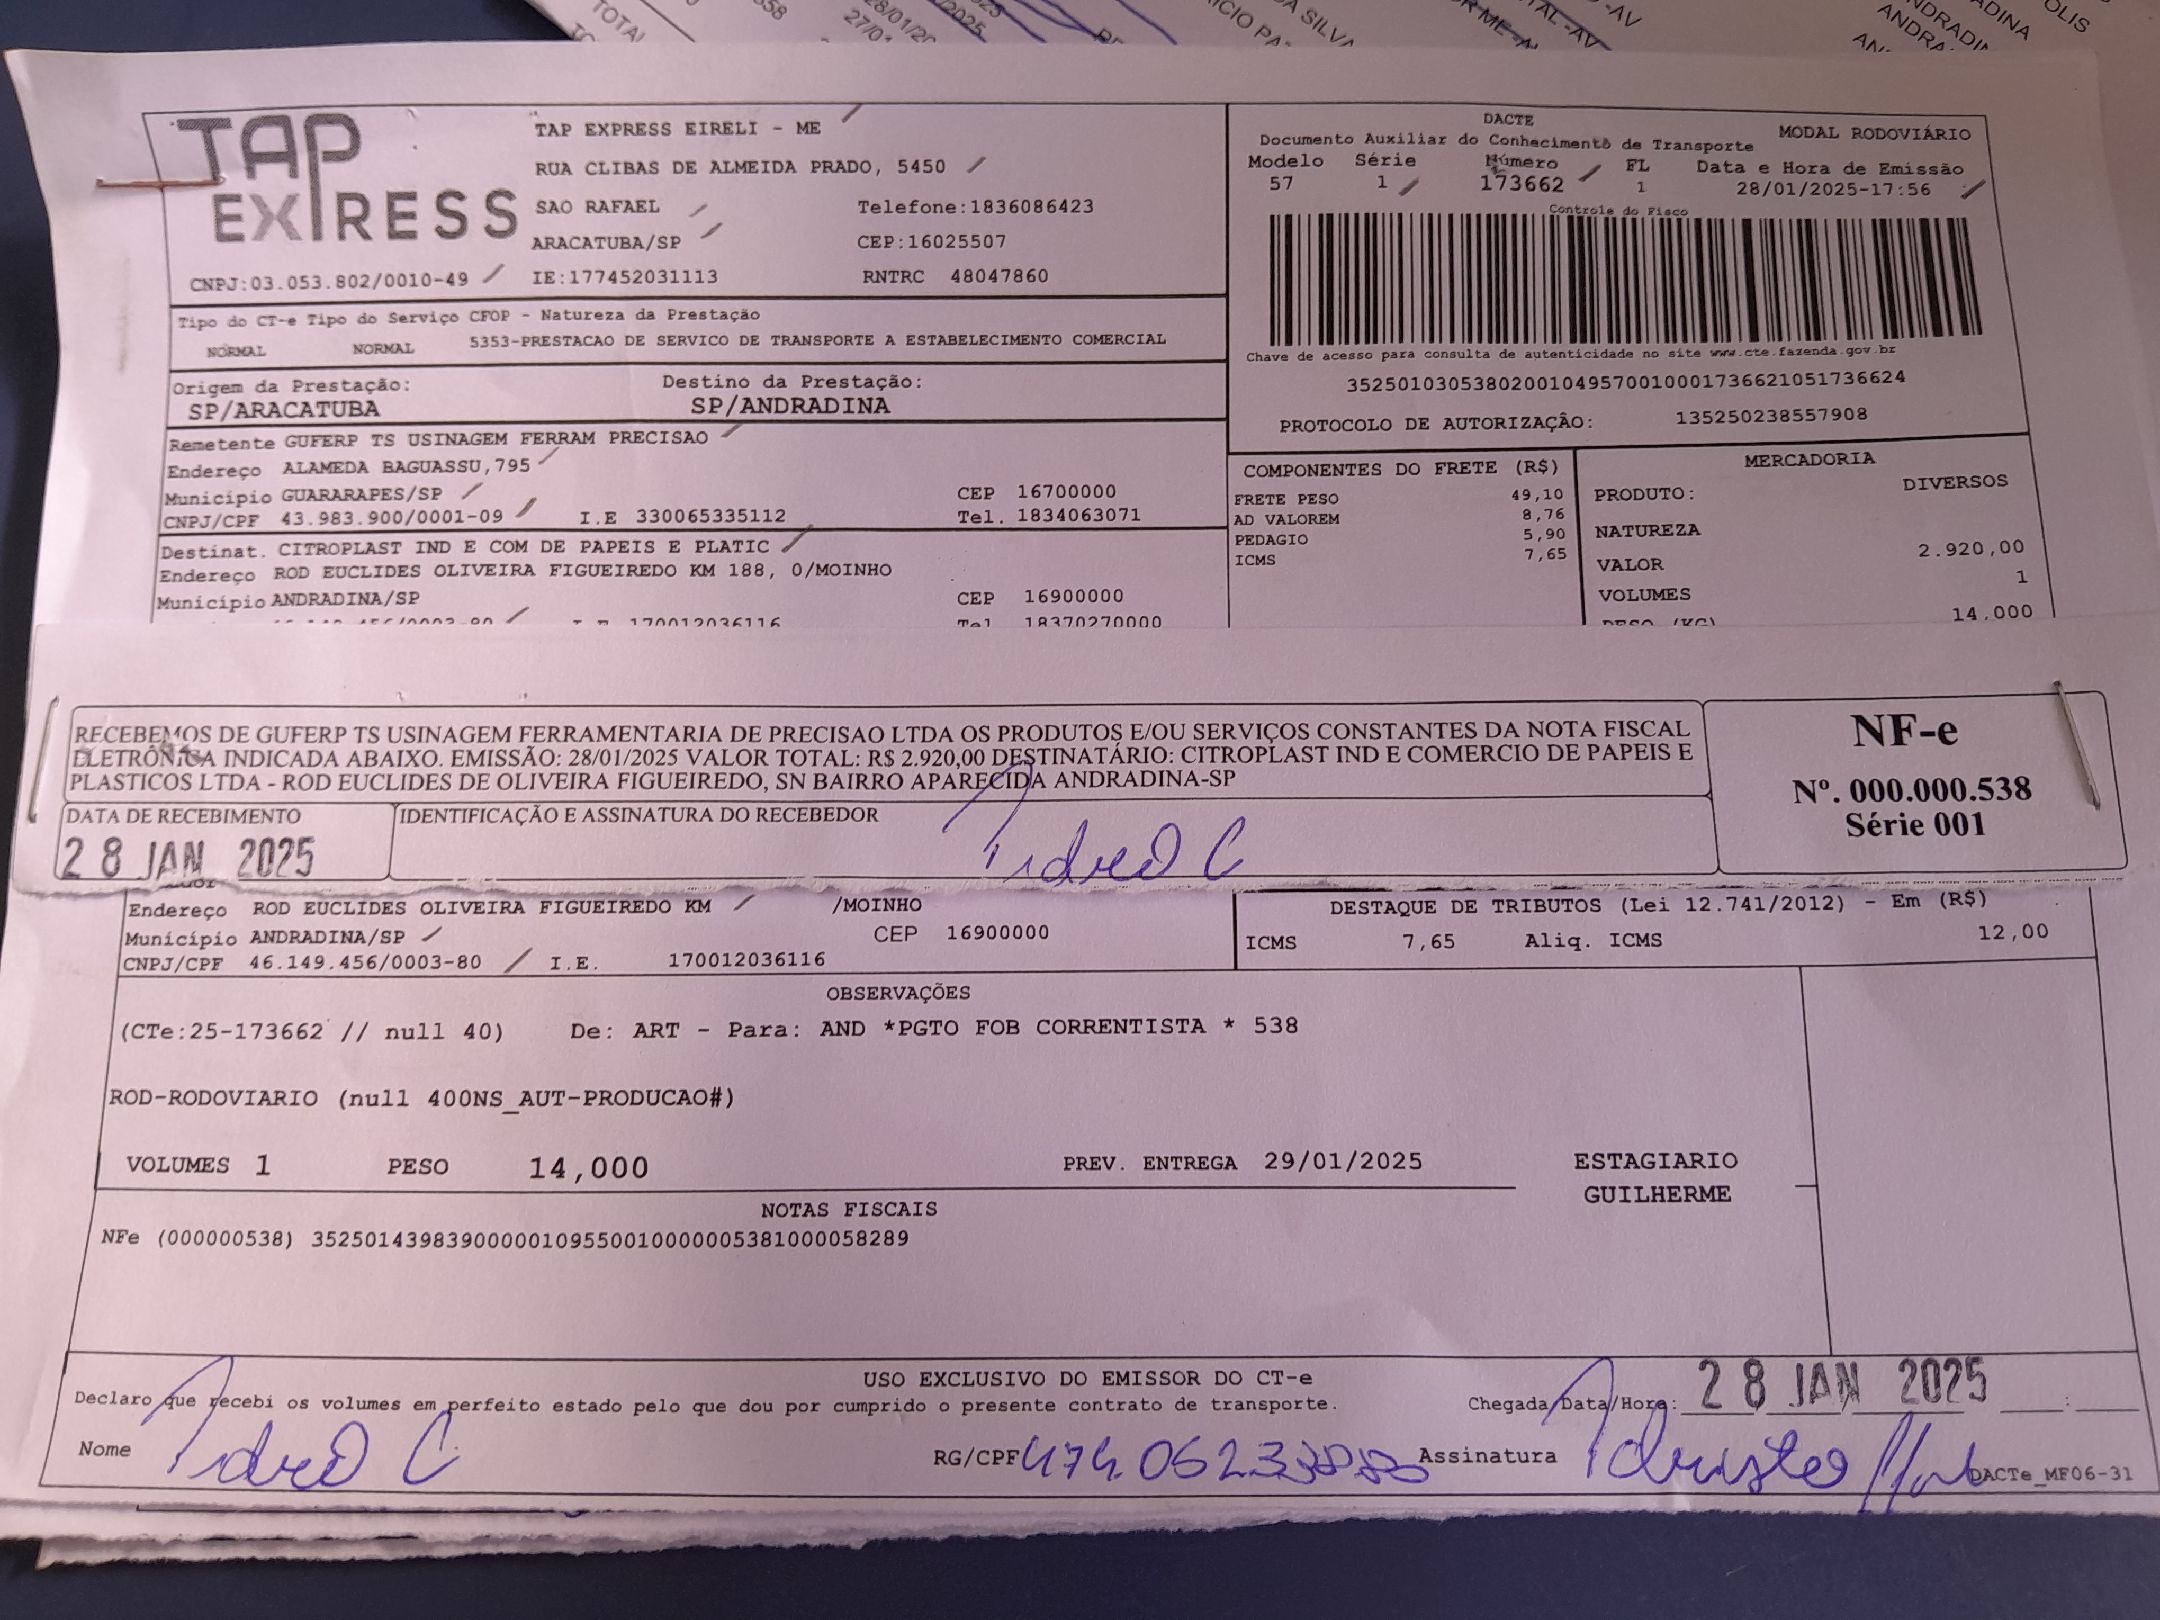 TAP EXPRESS
TAP EXPRESS EIRELI - ME
RUA CLIBAS DE ALMEIDA PRADO, 5450
SAO RAFAEL Telefone:1836086423
ARACATUBA/SP CEP:16025507
CNPJ:03.053.802/0010-49 IE:177452031113 RNTRC 48047860
DACTE
Documento Auxiliar do Conhecimento de Transporte MODAL RODOVIÁRIO
Modelo Série Número FL Data e Hora de Emissão
57 1 173662 1 28/01/2025-17:56
Controle do Fisco
Chave de acesso para consulta de autenticidade no site www.cte.fazenda.gov.br
35250103053802001049570010001736621051736624
PROTOCOLO DE AUTORIZAÇÃO: 135250238557908
Tipo do CT-e Tipo do Serviço CFOP - Natureza da Prestação
NORMAL NORMAL 5353-PRESTACAO DE SERVICO DE TRANSPORTE A ESTABELECIMENTO COMERCIAL
Origem da Prestação: Destino da Prestação:
SP/ARACATUBA SP/ANDRADINA
Remetente GUFERP TS USINAGEM FERRAM PRECISAO
Endereço ALAMEDA BAGUASSU,795
Município GUARARAPES/SP CEP 16700000
CNPJ/CPF 43.983.900/0001-09 I.E 330065335112 Tel. 1834063071
Destinat. CITROPLAST IND E COM DE PAPEIS E PLATIC
Endereço ROD EUCLIDES OLIVEIRA FIGUEIREDO KM 188, 0/MOINHO
Município ANDRADINA/SP CEP 16900000
46.149.456/0003-80 I.E 170012036116 Tel 18370270000
COMPONENTES DO FRETE (R$)
FRETE PESO 49,10
AD VALOREM 8,76
PEDAGIO 5,90
ICMS 7,65
MERCADORIA
PRODUTO: DIVERSOS
NATUREZA
VALOR 2.920,00
VOLUMES 1
PESO (KG) 14,000
RECEBEMOS DE GUFERP TS USINAGEM FERRAMENTARIA DE PRECISAO LTDA OS PRODUTOS E/OU SERVIÇOS CONSTANTES DA NOTA FISCAL
ELETRÔNICA INDICADA ABAIXO. EMISSÃO: 28/01/2025 VALOR TOTAL: R$ 2.920,00 DESTINATÁRIO: CITROPLAST IND E COMERCIO DE PAPEIS E
PLASTICOS LTDA - ROD EUCLIDES DE OLIVEIRA FIGUEIREDO, SN BAIRRO APARECIDA ANDRADINA-SP
NF-e
Nº. 000.000.538
Série 001
DATA DE RECEBIMENTO IDENTIFICAÇÃO E ASSINATURA DO RECEBEDOR
28 JAN 2025
Endereço ROD EUCLIDES OLIVEIRA FIGUEIREDO KM /MOINHO
Município ANDRADINA/SP CEP 16900000
CNPJ/CPF 46.149.456/0003-80 I.E. 170012036116
DESTAQUE DE TRIBUTOS (Lei 12.741/2012) - Em (R$)
ICMS 7,65 Aliq. ICMS 12,00
OBSERVAÇÕES
(CTe:25-173662 // null 40) De: ART - Para: AND *PGTO FOB CORRENTISTA * 538
ROD-RODOVIARIO (null 400NS_AUT-PRODUCAO#)
VOLUMES 1 PESO 14,000 PREV. ENTREGA 29/01/2025 ESTAGIARIO
GUILHERME
NOTAS FISCAIS
NFe (000000538) 35250143983900000109550010000005381000058289
USO EXCLUSIVO DO EMISSOR DO CT-e
Declaro que recebi os volumes em perfeito estado pelo que dou por cumprido o presente contrato de transporte. Chegada Data/Hora: 28 JAN 2025
Nome RG/CPF Assinatura
DACTe_MF06-31